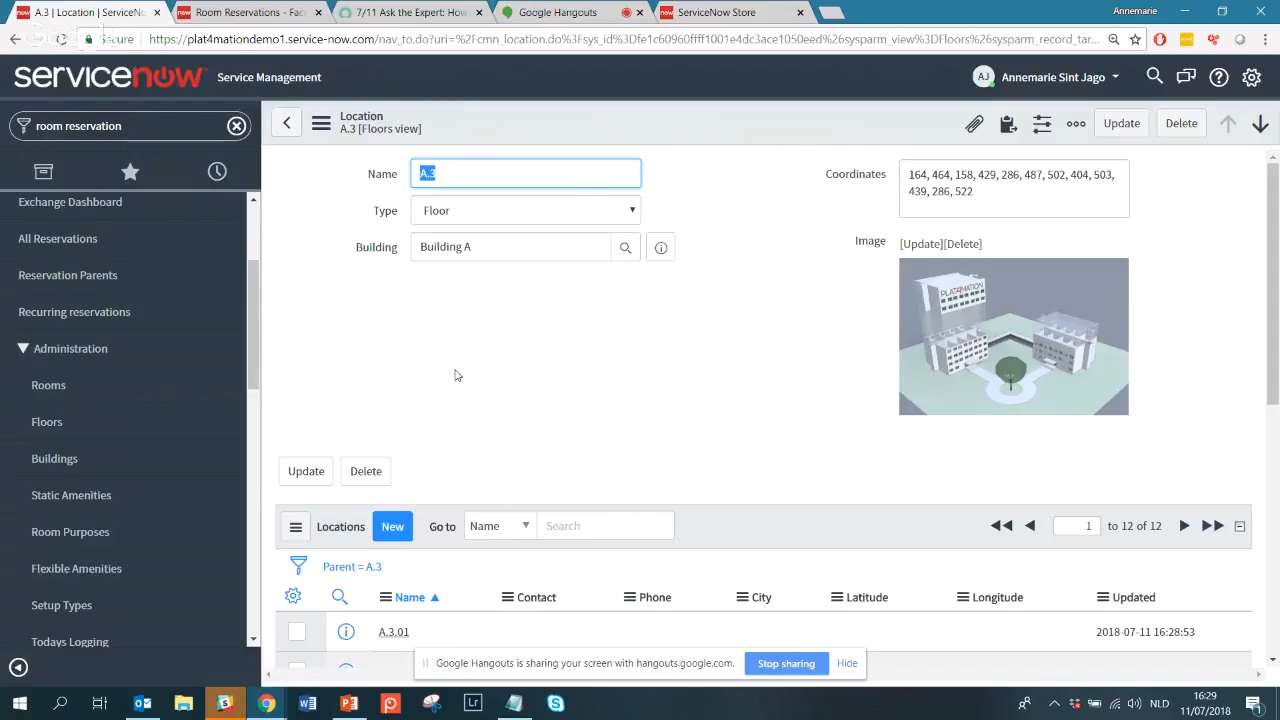 A.3 | Location | ServiceNo
Room Reservations - Fac
7/11 Ask the Expert: How
Google Hangouts
ServiceNow Store
Annemarie
Secure
https://plat4mationdemo1.service-now.com/nav_to.do?uri=%2Fcmn_location.do%3Fsys_id%3Dfe1c60960ffff1001e4dc3ace1050eed%26sysparm_view%3DFloors%26sysparm_record_tar...
servicenow
Service Management
AJ
Annemarie Sint Jago
room reservation
Location
A.3 [Floors view]
Update
Delete
Exchange Dashboard
All Reservations
Reservation Parents
Recurring reservations
Administration
Rooms
Floors
Buildings
Static Amenities
Room Purposes
Flexible Amenities
Setup Types
Todays Logging
Name
A.3
Type
Floor
Building
Building A
Coordinates
164, 464, 158, 429, 286, 487, 502, 404, 503,
439, 286, 522
Image
[Update][Delete]
PLAT4MATION
Update
Delete
Locations
New
Go to
Name
Search
1
to 12 of 12
Parent = A.3
Name
Contact
Phone
City
Latitude
Longitude
Updated
A.3.01
2018-07-11 16:28:53
Google Hangouts is sharing your screen with hangouts.google.com.
Stop sharing
Hide
NLD
16:29
11/07/2018